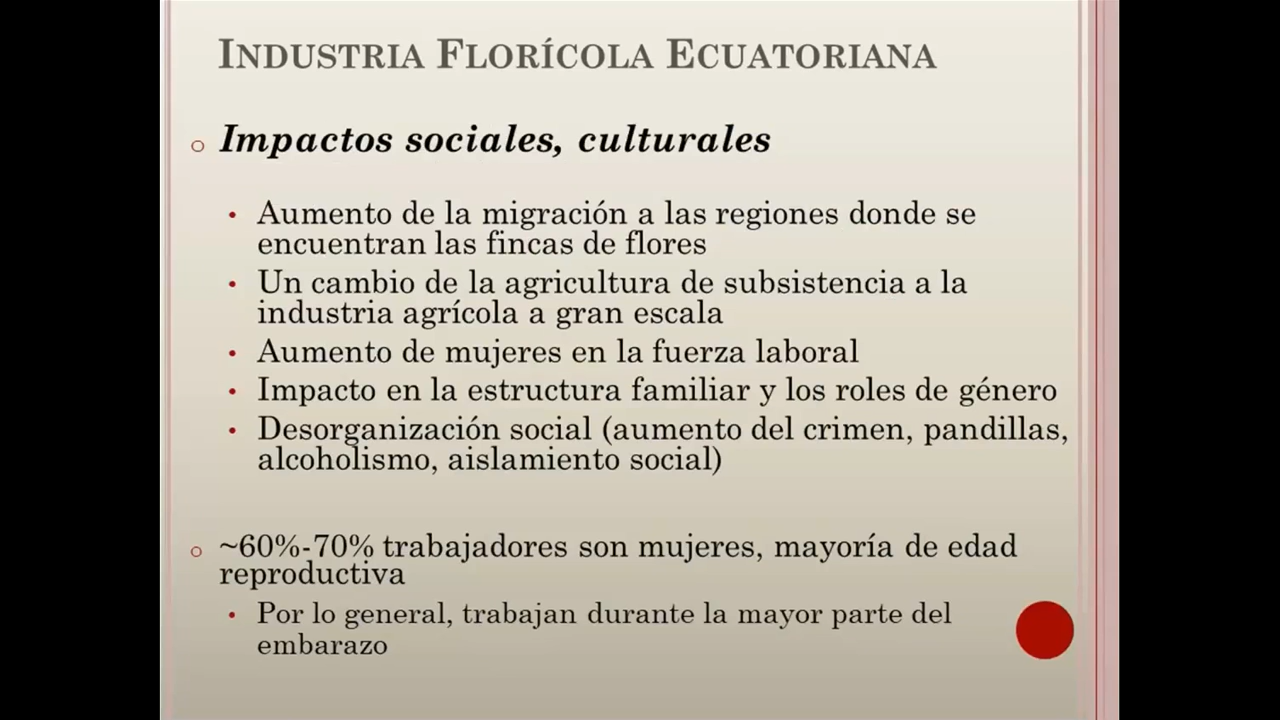 Industria Florícola Ecuatoriana
Impactos sociales, culturales
Aumento de la migración a las regiones donde se
encuentran las fincas de flores
Un cambio de la agricultura de subsistencia a la
industria agrícola a gran escala
Aumento de mujeres en la fuerza laboral
Impacto en la estructura familiar y los roles de género
Desorganización social (aumento del crimen, pandillas,
alcoholismo, aislamiento social)
~60%-70% trabajadores son mujeres, mayoría de edad
reproductiva
Por lo general, trabajan durante la mayor parte del
embarazo